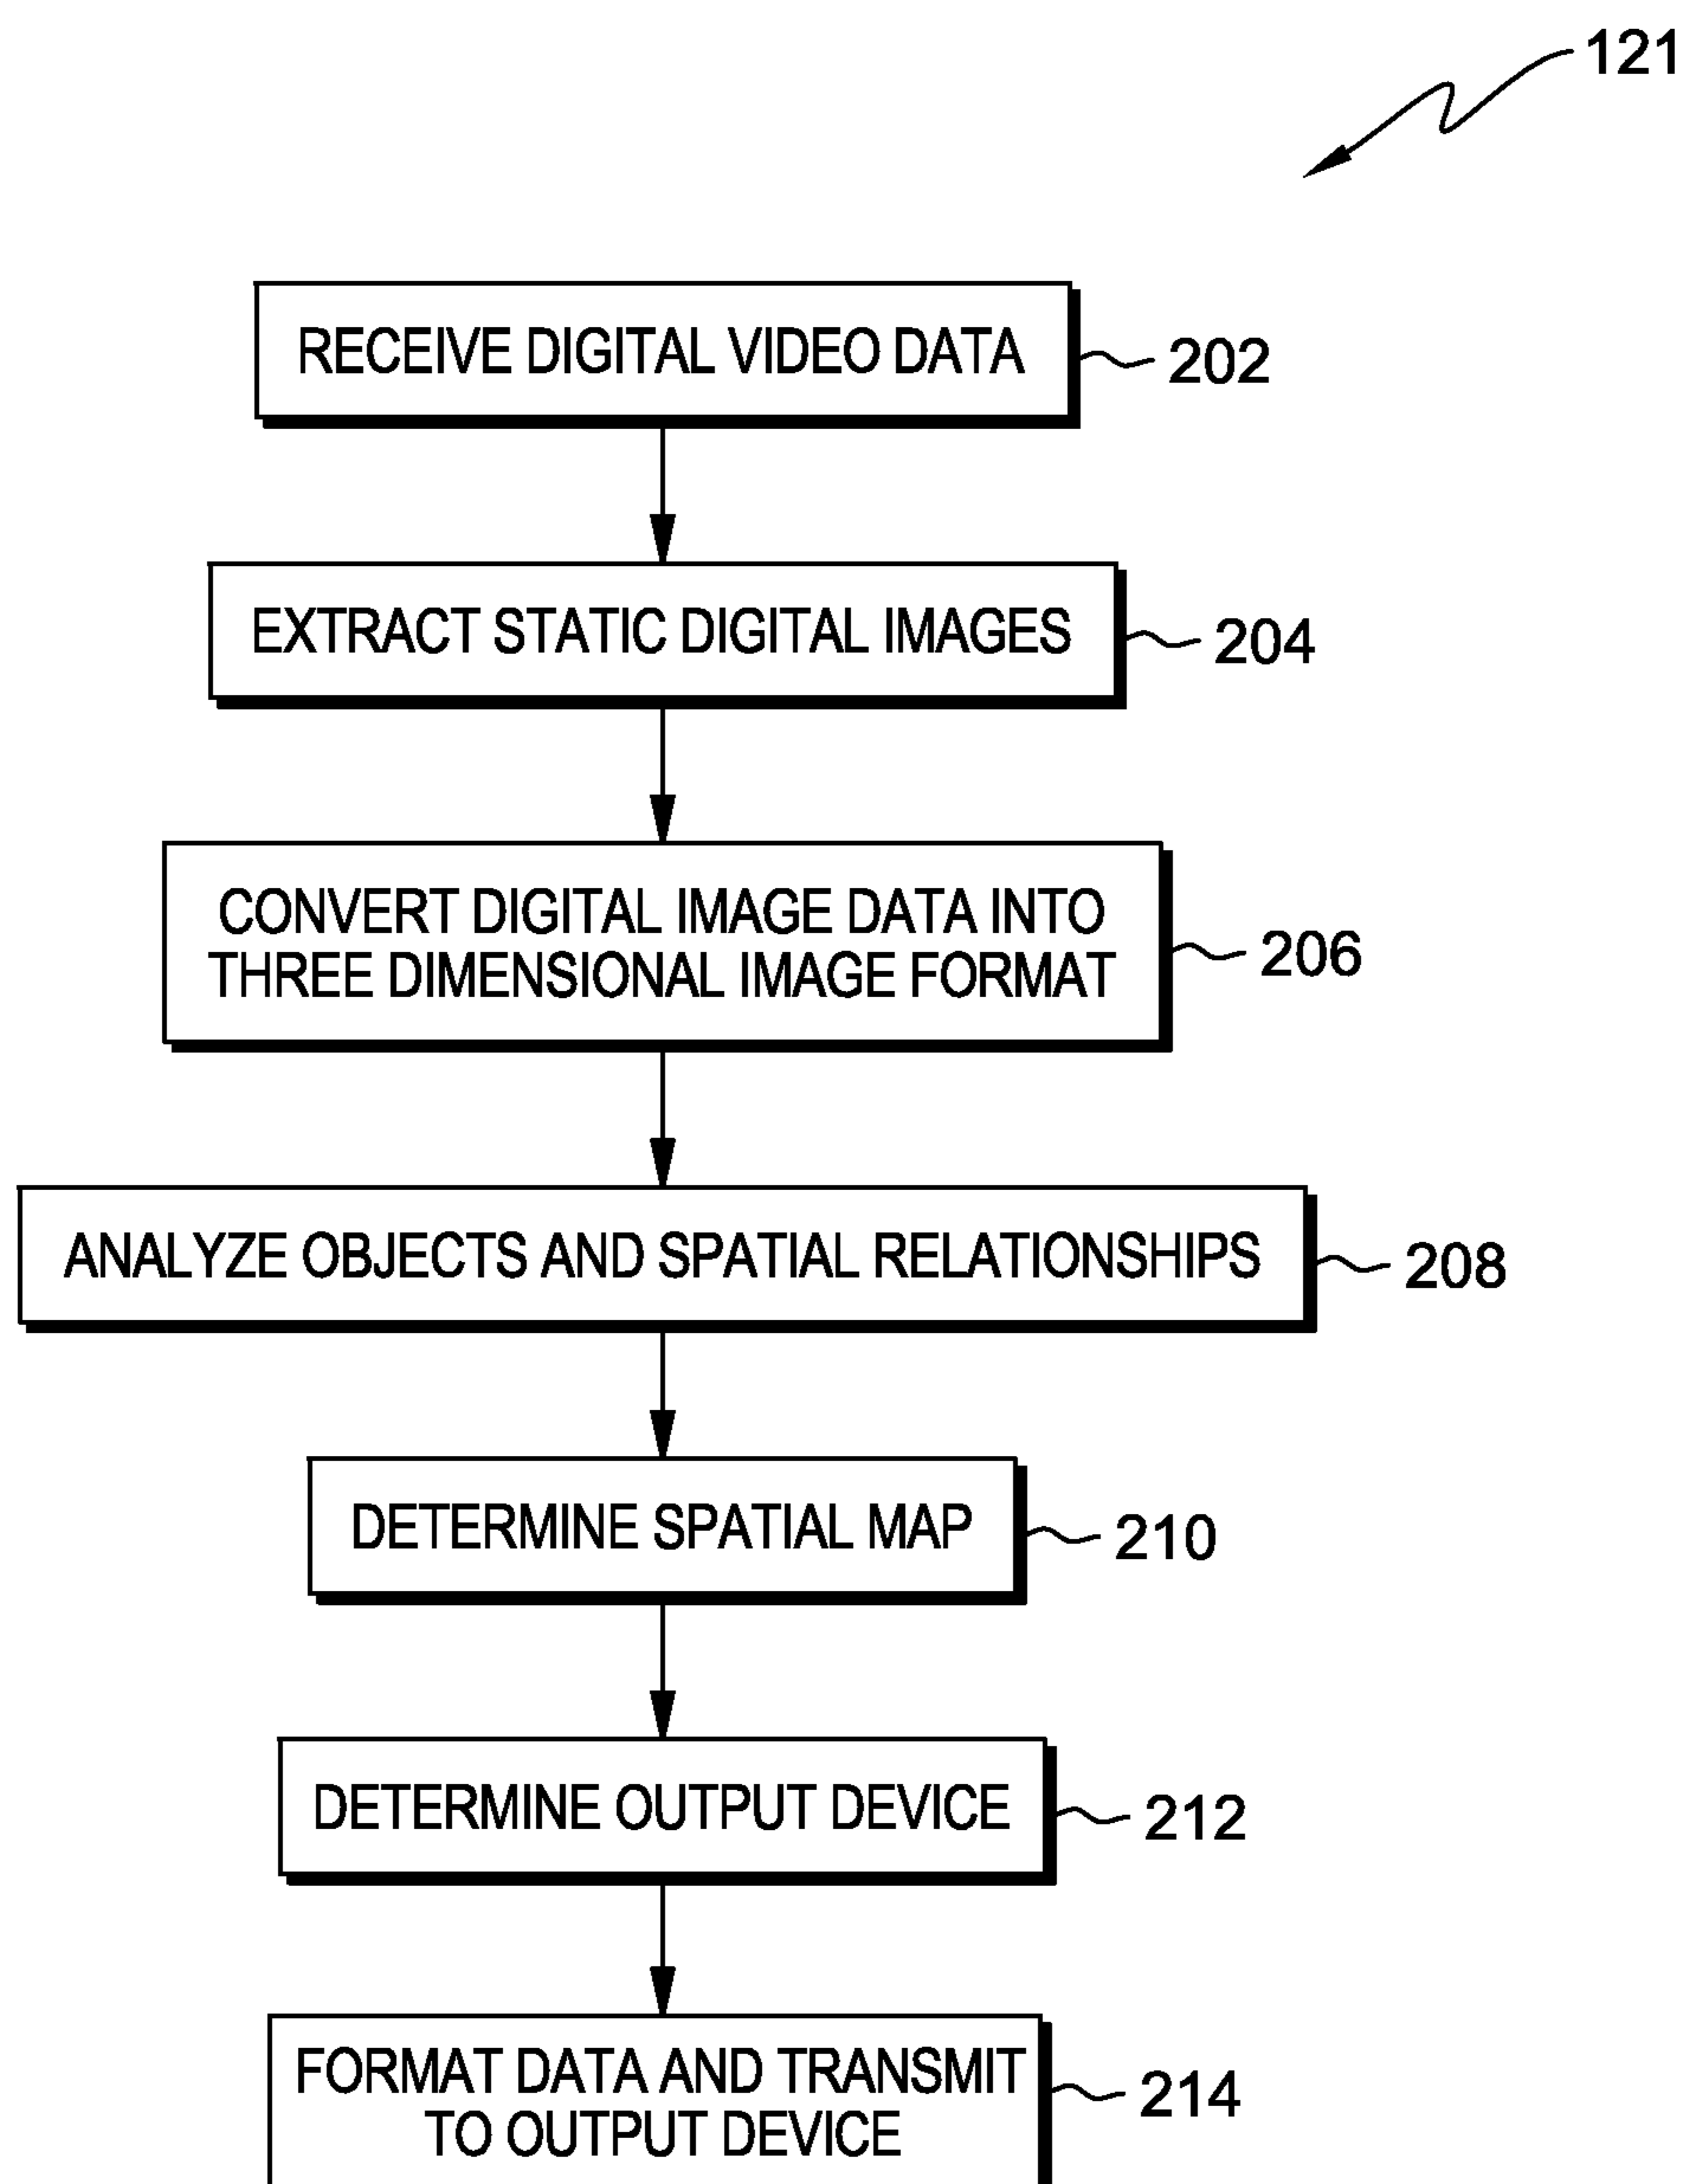 121
RECEIVE DIGITAL VIDEO DATA
202
EXTRACT STATIC DIGITAL IMAGES
204
CONVERT DIGITAL IMAGE DATA INTO
THREE DIMENSIONAL IMAGE FORMAT
206
ANALYZE OBJECTS AND SPATIAL RELATIONSHIPS
208
DETERMINE SPATIAL MAP
210
DETERMINE OUTPUT DEVICE
212
FORMAT DATA AND TRANSMIT
TO OUTPUT DEVICE
214